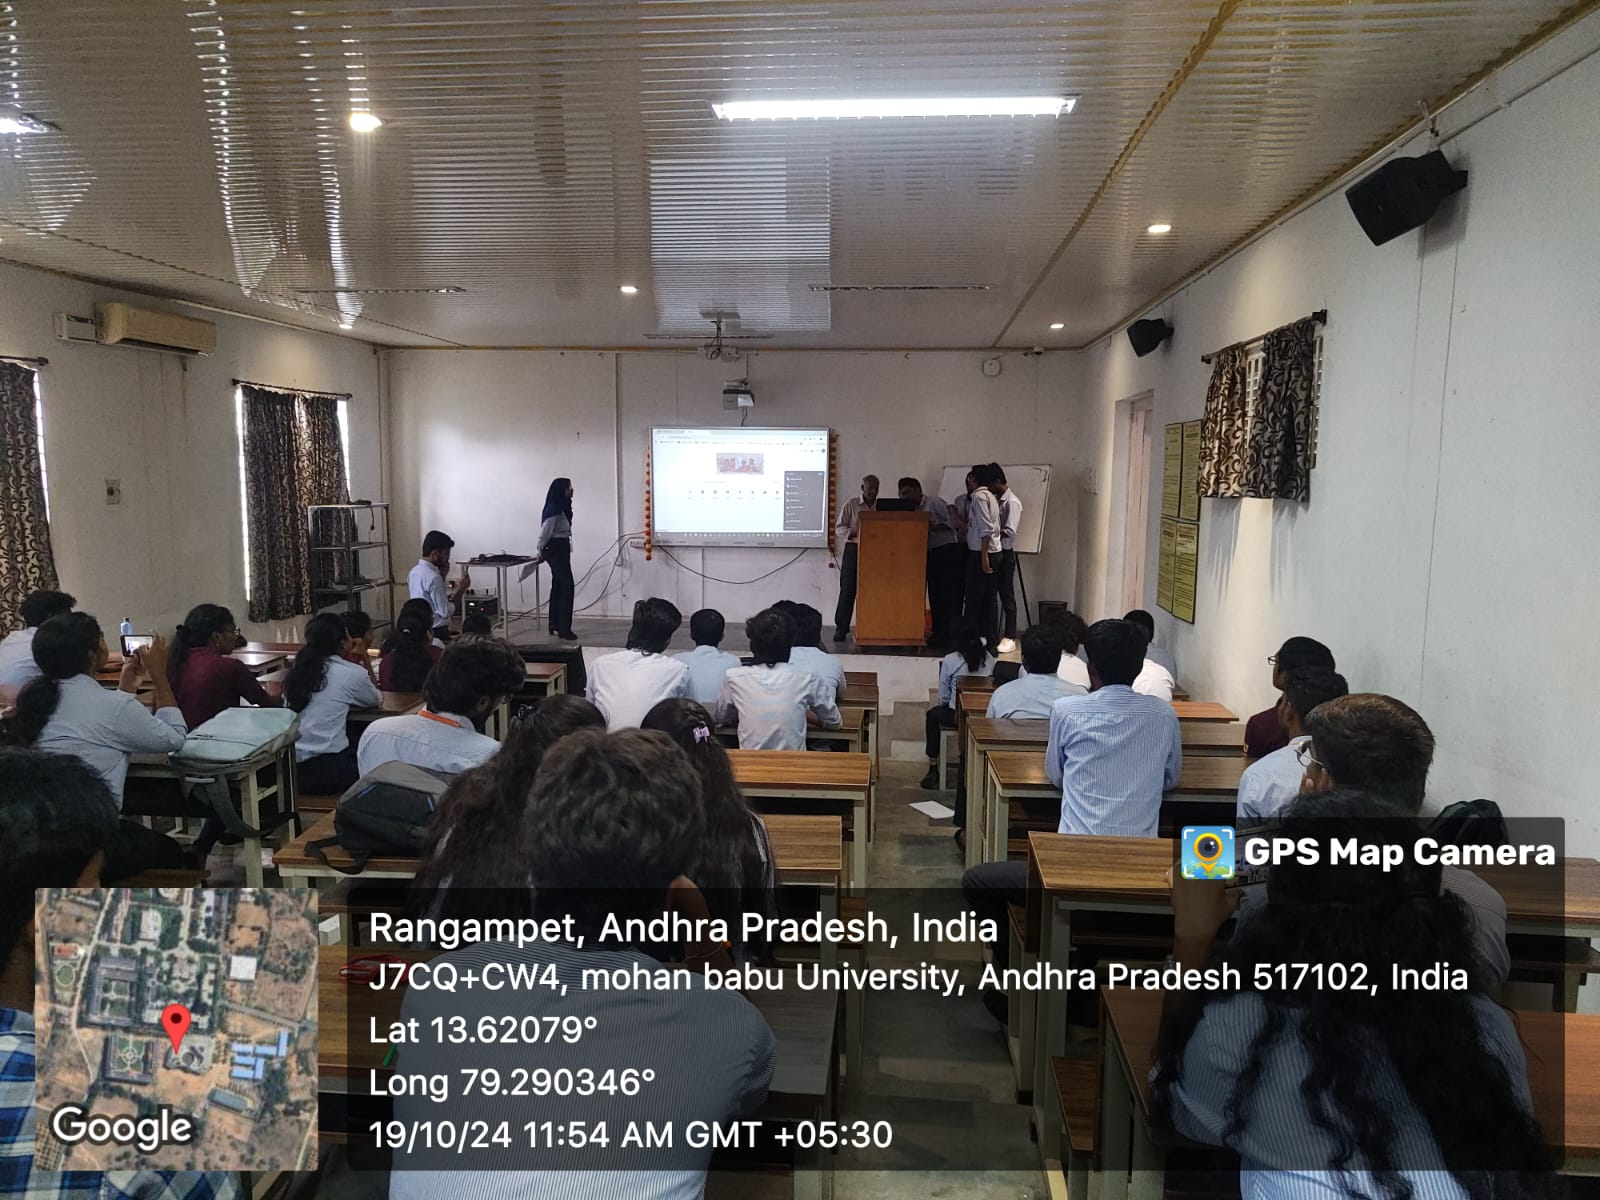 GPS Map Camera
Rangampet, Andhra Pradesh, India
J7CQ+CW4, mohan babu University, Andhra Pradesh 517102, India
Lat 13.62079°
Long 79.290346°
19/10/24 11:54 AM GMT +05:30
Google